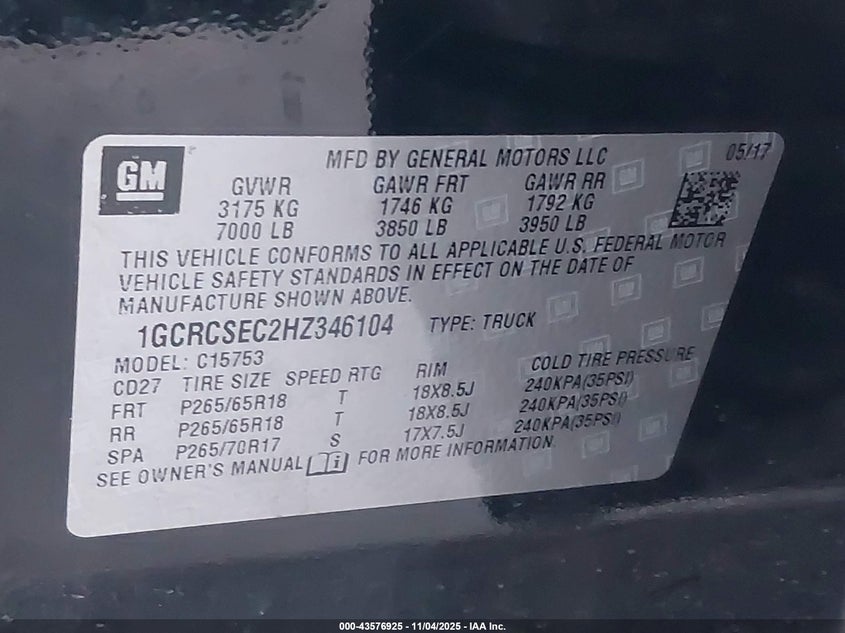 GM
MFD BY GENERAL MOTORS LLC 05/17
GVWR GAWR FRT GAWR RR
3175 KG 1746 KG 1792 KG
7000 LB 3850 LB 3950 LB
THIS VEHICLE CONFORMS TO ALL APPLICABLE U.S. FEDERAL MOTOR
VEHICLE SAFETY STANDARDS IN EFFECT ON THE DATE OF
MANUFACTURE SHOWN ABOVE.
1GCRCSEC2HZ346104 TYPE: TRUCK
MODEL: C15753
CD27 TIRE SIZE SPEED RTG RIM COLD TIRE PRESSURE
FRT P265/65R18 T 18X8.5J 240KPA(35PSI)
RR P265/65R18 T 18X8.5J 240KPA(35PSI)
SPA P265/70R17 S 17X7.5J 240KPA(35PSI)
SEE OWNER'S MANUAL FOR MORE INFORMATION.
000-43576925 - 11/04/2025 - IAA Inc.